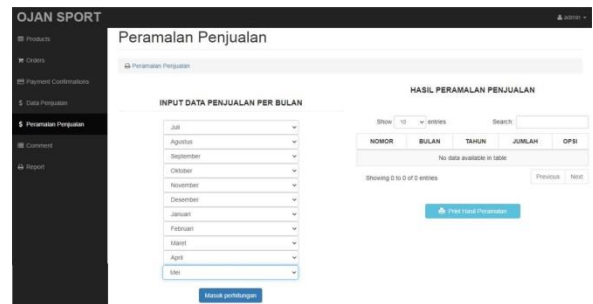 OJAN SPORT
admin
Products
Orders
Payment Confirmations
Data Penjualan
Peramalan Penjualan
Comment
Report
Peramalan Penjualan
Peramalan Penjualan
INPUT DATA PENJUALAN PER BULAN
Juli
Agustus
September
Oktober
November
Desember
Januari
Februari
Maret
April
Mei
Masuk perhitungan
HASIL PERAMALAN PENJUALAN
Show 10 entries Search:
NOMOR BULAN TAHUN JUMLAH OPSI
No data available in table
Showing 0 to 0 of 0 entries
Previous Next
Print Hasil Peramalan